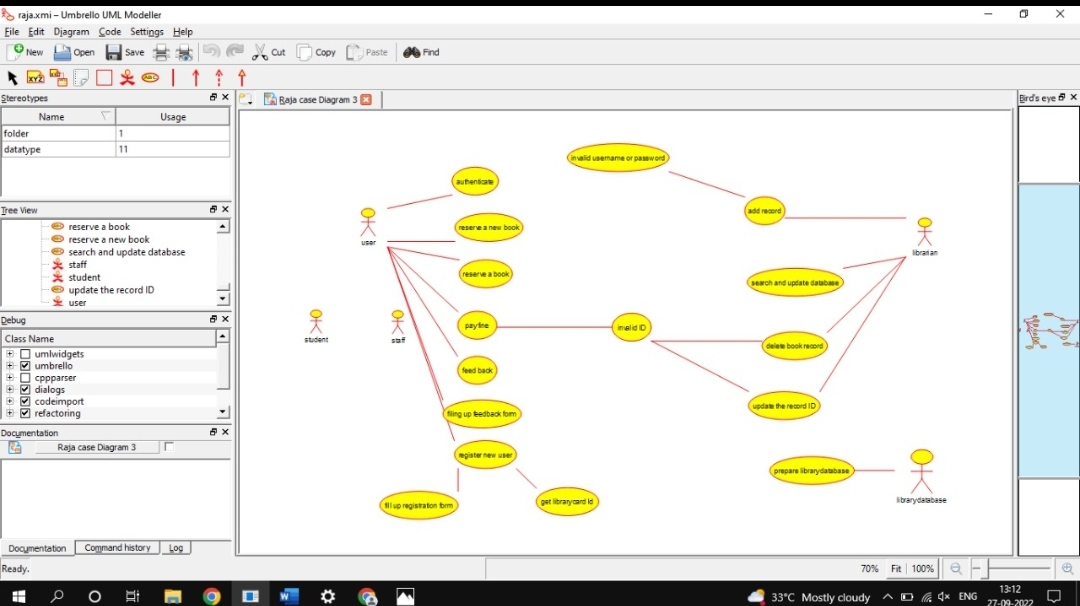 raja.xmi – Umbrello UML Modeller
File Edit Diagram Code Settings Help
New Open Save Cut Copy Paste Find
XYZ ABC
Stereotypes
Name Usage
folder 1
datatype 11
Tree View
reserve a book
reserve a new book
search and update database
staff
student
update the record ID
user
Debug
Class Name
umlwidgets
umbrello
cppparser
dialogs
codeimport
refactoring
Documentation
Raja case Diagram 3
Documentation Command history Log
Ready.
Raja case Diagram 3
invalid username or password
authenticate
add record
user
reserve a new book
librarian
reserve a book
search and update database
student
staff
pay fine
invalid ID
delete book record
feed back
update the record ID
filing up feedback form
register new user
prepare librarydatabase
librarydatabase
fill up registration form
get librarycard Id
Bird's eye
70% Fit 100%
33°C Mostly cloudy
ENG
13:12
27-09-2022